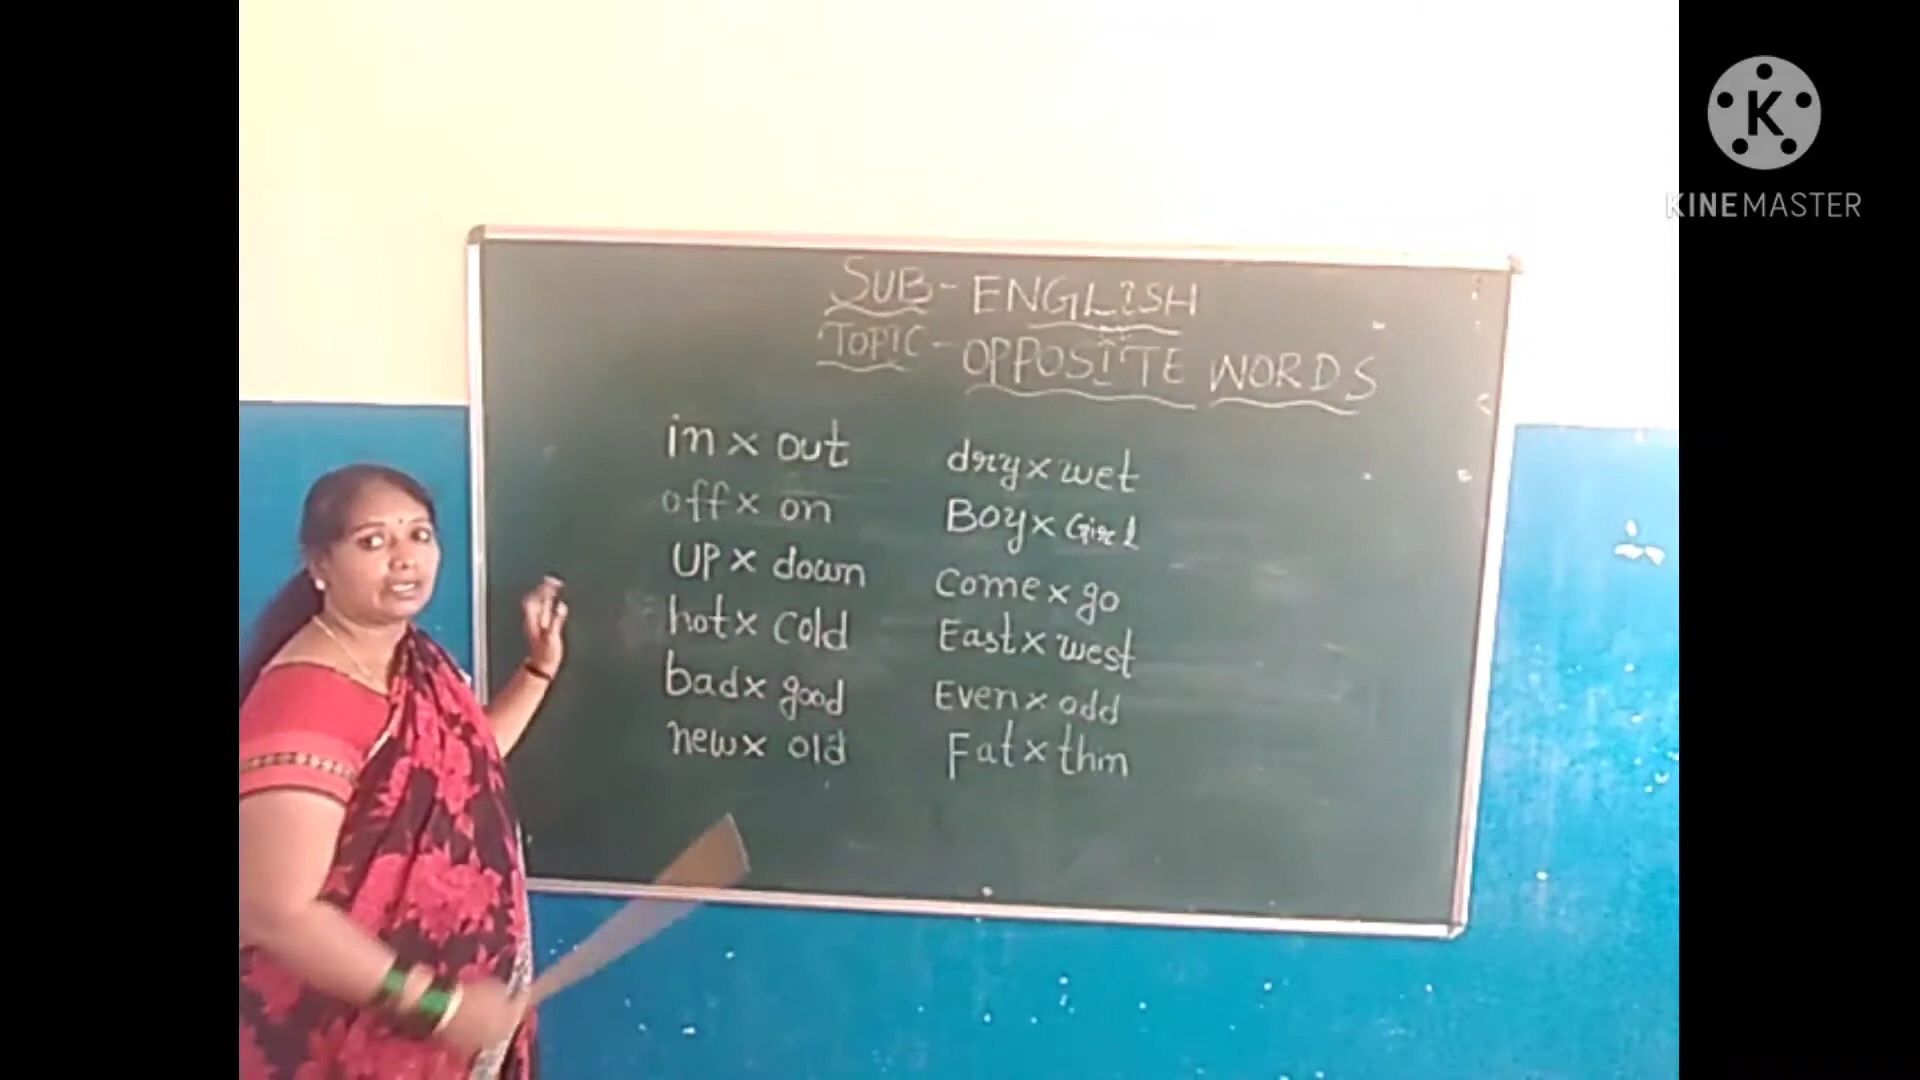 SUB - ENGLISH
TOPIC - OPPOSITE WORDS
in x out
off x on
UP x down
hot x cold
bad x good
new x old
dry x wet
Boy x Girl
Come x go
East x west
Even x odd
Fat x thin
K
KINEMASTER